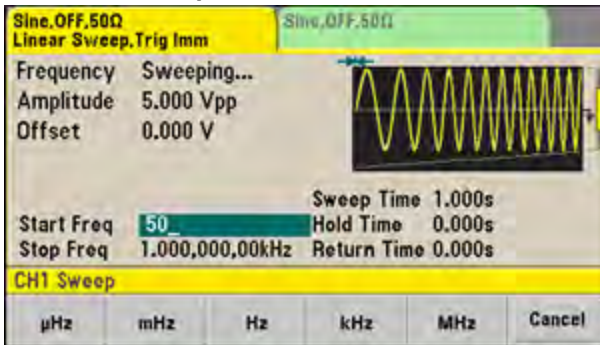 Sine,OFF,50Ω
Linear Sweep,Trig Imm
Sine,OFF,50Ω
Frequency Sweeping...
Amplitude 5.000 Vpp
Offset 0.000 V
Sweep Time 1.000s
Start Freq 50_ Hold Time 0.000s
Stop Freq 1.000,000,00kHz Return Time 0.000s
CH1 Sweep
µHz mHz Hz kHz MHz Cancel